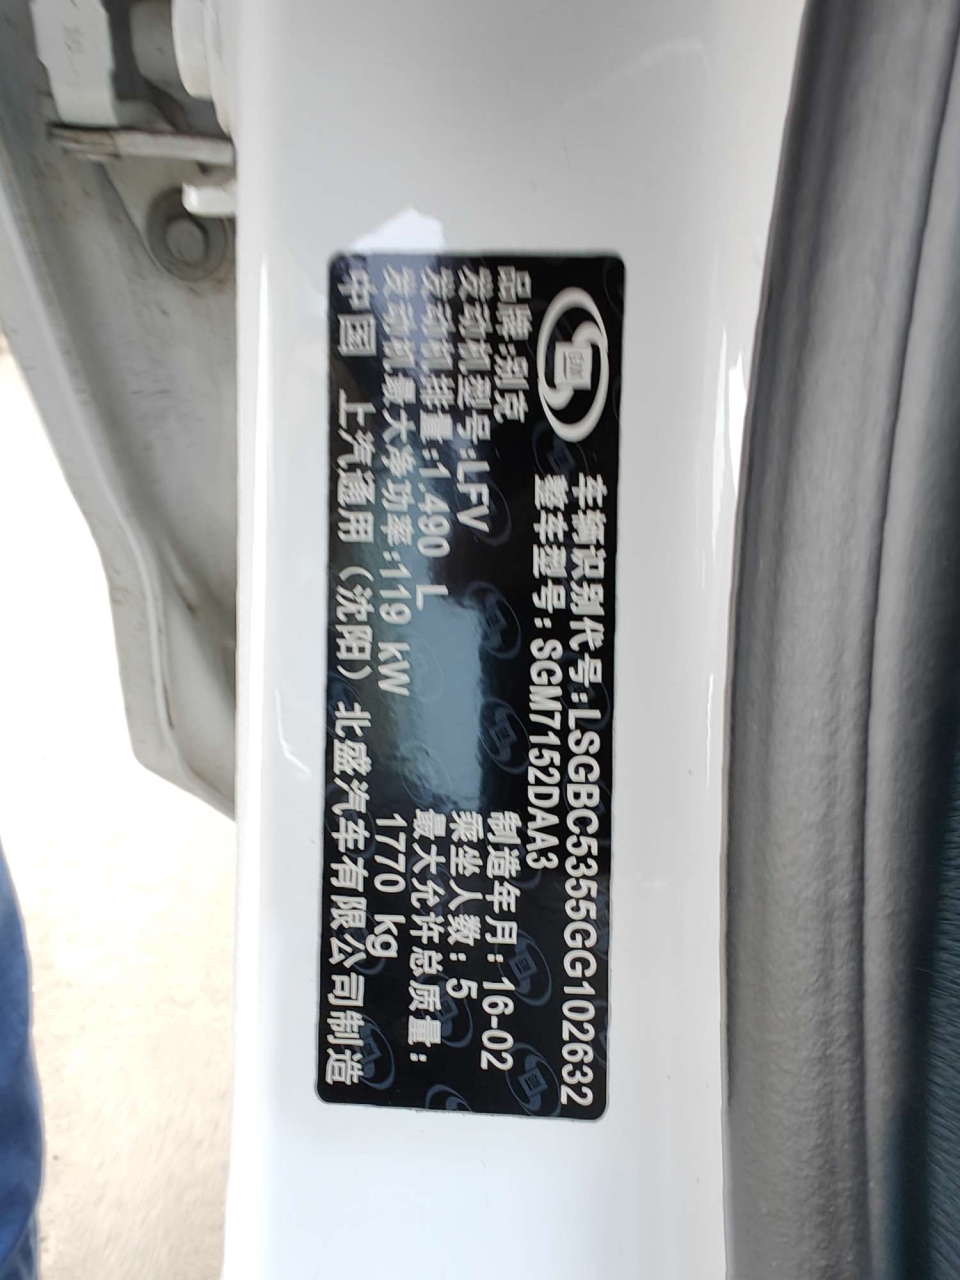 车辆识别代号:LSGBC5355GG102632
整车型号:SGM7152DAA3
品牌:别克
发动机型号:LFV
发动机排量:1.490 L
发动机最大净功率:119 kW
制造年月:16-02
乘坐人数:5
最大允许总质量:
1770 kg
中国 上汽通用(沈阳)北盛汽车有限公司制造